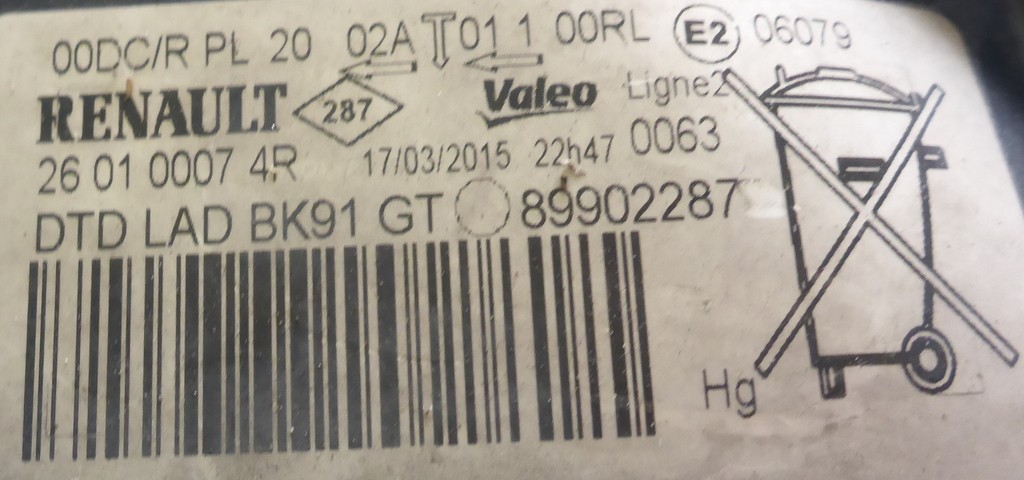 00DC/R PL 20 02A 01 1 00RL E2 06079
RENAULT 287 Valeo Ligne2
26 01 0007 4R 17/03/2015 22h47 0063
DTD LAD BK91 GT 89902287
Hg